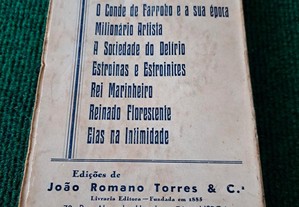 O Conde de Farrobo e a sua época
Milionário Artista
A Sociedade do Delírio
Estroinas e Estroinices
Rei Marinheiro
Reinado Florescente
Elas na Intimidade
Edições de
João Romano Torres & C.ª
Livraria Editora — Fundada em 1885